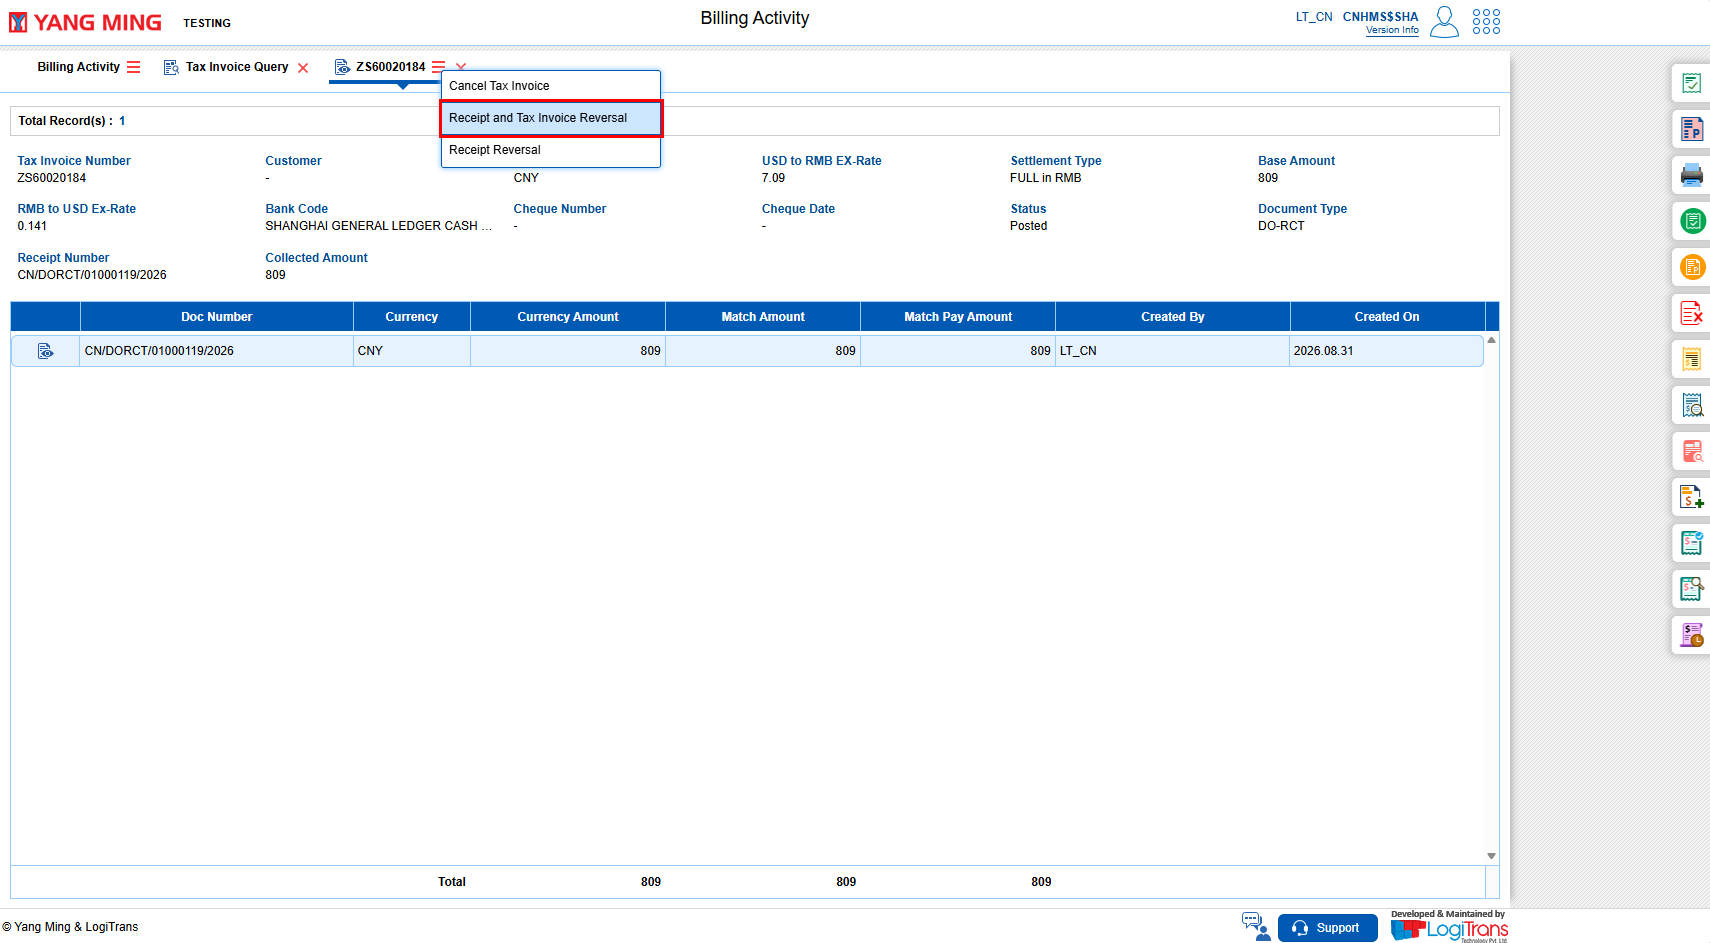 YANG MING TESTING Billing Activity LT_CN CNHMS$SHA
Version Info
Billing Activity Tax Invoice Query ZS60020184
Cancel Tax Invoice
Receipt and Tax Invoice Reversal
Receipt Reversal
Total Record(s) : 1
Tax Invoice Number Customer USD to RMB EX-Rate Settlement Type Base Amount
ZS60020184 - CNY 7.09 FULL in RMB 809
RMB to USD Ex-Rate Bank Code Cheque Number Cheque Date Status Document Type
0.141 SHANGHAI GENERAL LEDGER CASH ... - - Posted DO-RCT
Receipt Number Collected Amount
CN/DORCT/01000119/2026 809
Doc Number Currency Currency Amount Match Amount Match Pay Amount Created By Created On
CN/DORCT/01000119/2026 CNY 809 809 809 LT_CN 2026.08.31
Total 809 809 809
© Yang Ming & LogiTrans Support
Developed & Maintained by
LogiTrans
Technology Pvt. Ltd.